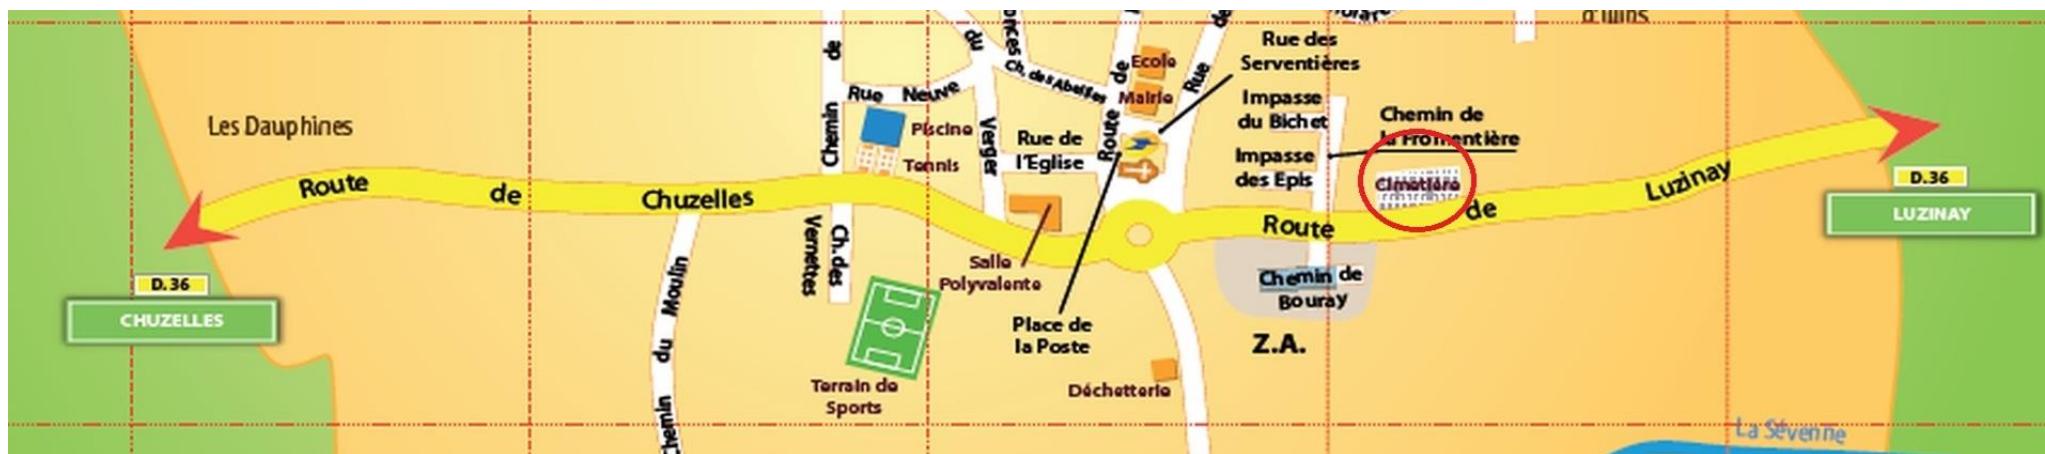 d'Illins
de
du
de
de
Ecole
Rue des
Serventières
Ch. des Abeilles
Rue
Rue Neuve
Mairie
Impasse
du Bichet
Chemin de
la Fromentière
Les Dauphines
Chemin
Piscine
Verger
Rue de
l'Eglise
Route
Tennis
Impasse
des Epis
Cimetière
Route de Chuzelles
Route de Luzinay
D.36
LUZINAY
Ch.des
Vernettes
Salle
Polyvalente
Chemin de
Bouray
D.36
CHUZELLES
Chemin du Moulin
Place de
la Poste
Z.A.
Terrain de
Sports
Déchetterie
La Sévenne